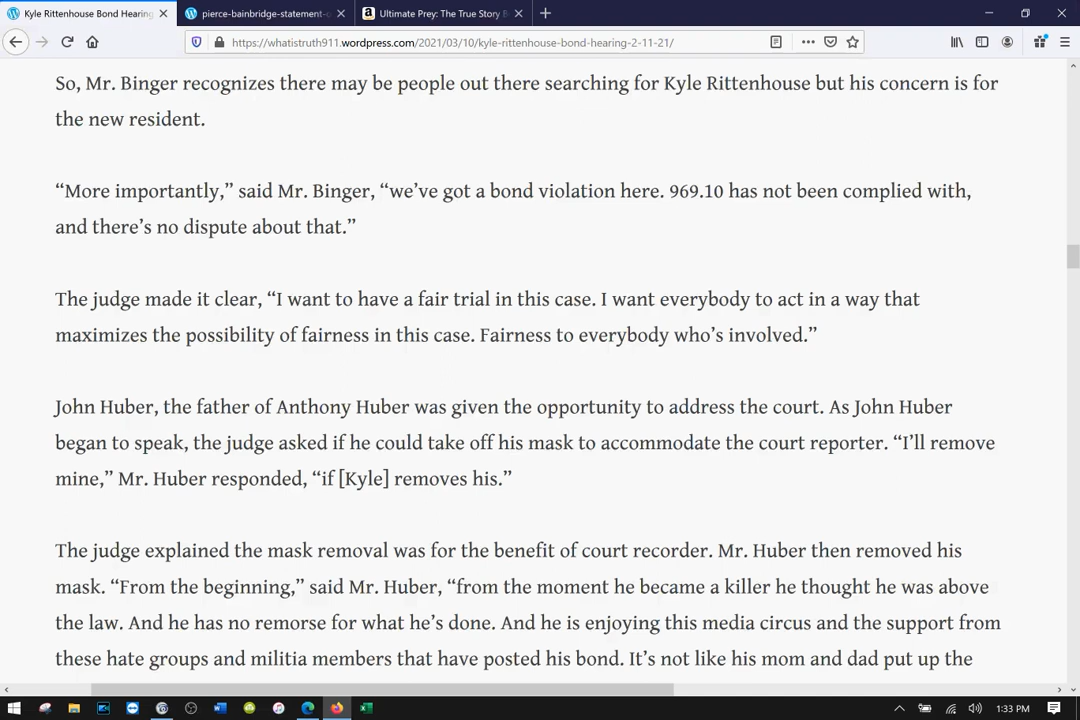 Kyle Rittenhouse Bond Hearing
pierce-bainbridge-statement-o
Ultimate Prey: The True Story B
https://whatistruth911.wordpress.com/2021/03/10/kyle-rittenhouse-bond-hearing-2-11-21/
So, Mr. Binger recognizes there may be people out there searching for Kyle Rittenhouse but his concern is for
the new resident.
“More importantly,” said Mr. Binger, “we’ve got a bond violation here. 969.10 has not been complied with,
and there’s no dispute about that.”
The judge made it clear, “I want to have a fair trial in this case. I want everybody to act in a way that
maximizes the possibility of fairness in this case. Fairness to everybody who’s involved.”
John Huber, the father of Anthony Huber was given the opportunity to address the court. As John Huber
began to speak, the judge asked if he could take off his mask to accommodate the court reporter. “I’ll remove
mine,” Mr. Huber responded, “if [Kyle] removes his.”
The judge explained the mask removal was for the benefit of court recorder. Mr. Huber then removed his
mask. “From the beginning,” said Mr. Huber, “from the moment he became a killer he thought he was above
the law. And he has no remorse for what he’s done. And he is enjoying this media circus and the support from
these hate groups and militia members that have posted his bond. It’s not like his mom and dad put up the
1:33 PM